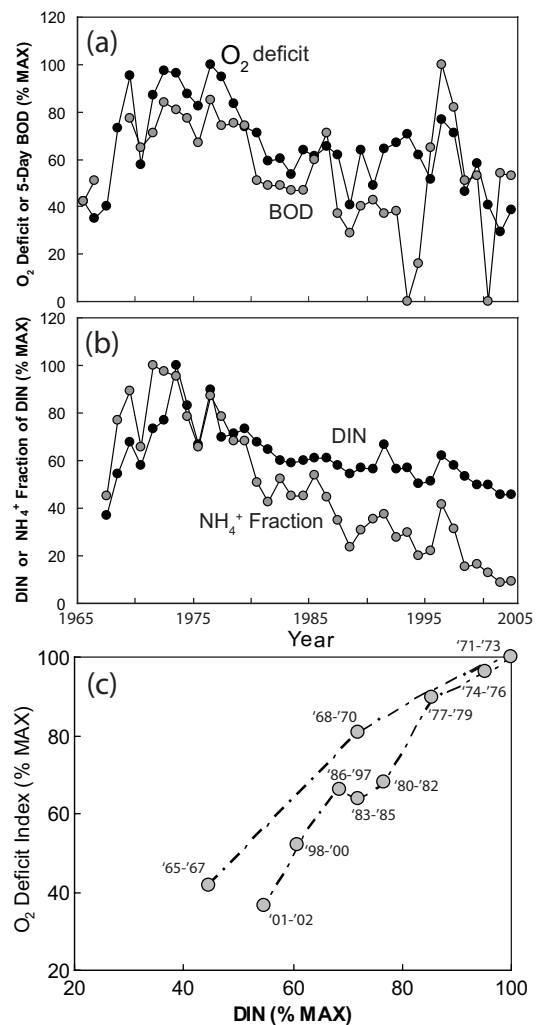 (a)
O2 deficit
BOD
O2 Deficit or 5-Day BOD (% MAX)
120
100
80
60
40
20
0
(b)
DIN
NH4+ Fraction
DIN or NH4+ Fraction of DIN (% MAX)
120
100
80
60
40
20
0
1965 1975 1985 1995 2005
Year
(c)
'71-'73
'74-'76
'77-'79
'68-'70
'86-'97
'80-'82
'83-'85
'98-'00
'65-'67
'01-'02
O2 Deficit Index (% MAX)
100
80
60
40
20
20 40 60 80 100
DIN (% MAX)